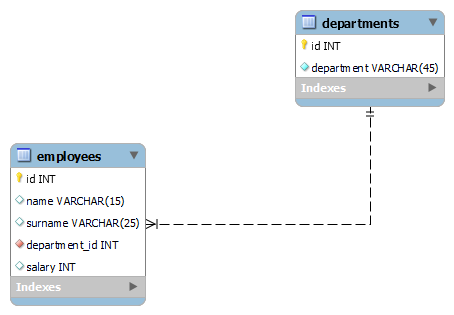 departments
id INT
department VARCHAR(45)
Indexes
employees
id INT
name VARCHAR(15)
surname VARCHAR(25)
department_id INT
salary INT
Indexes